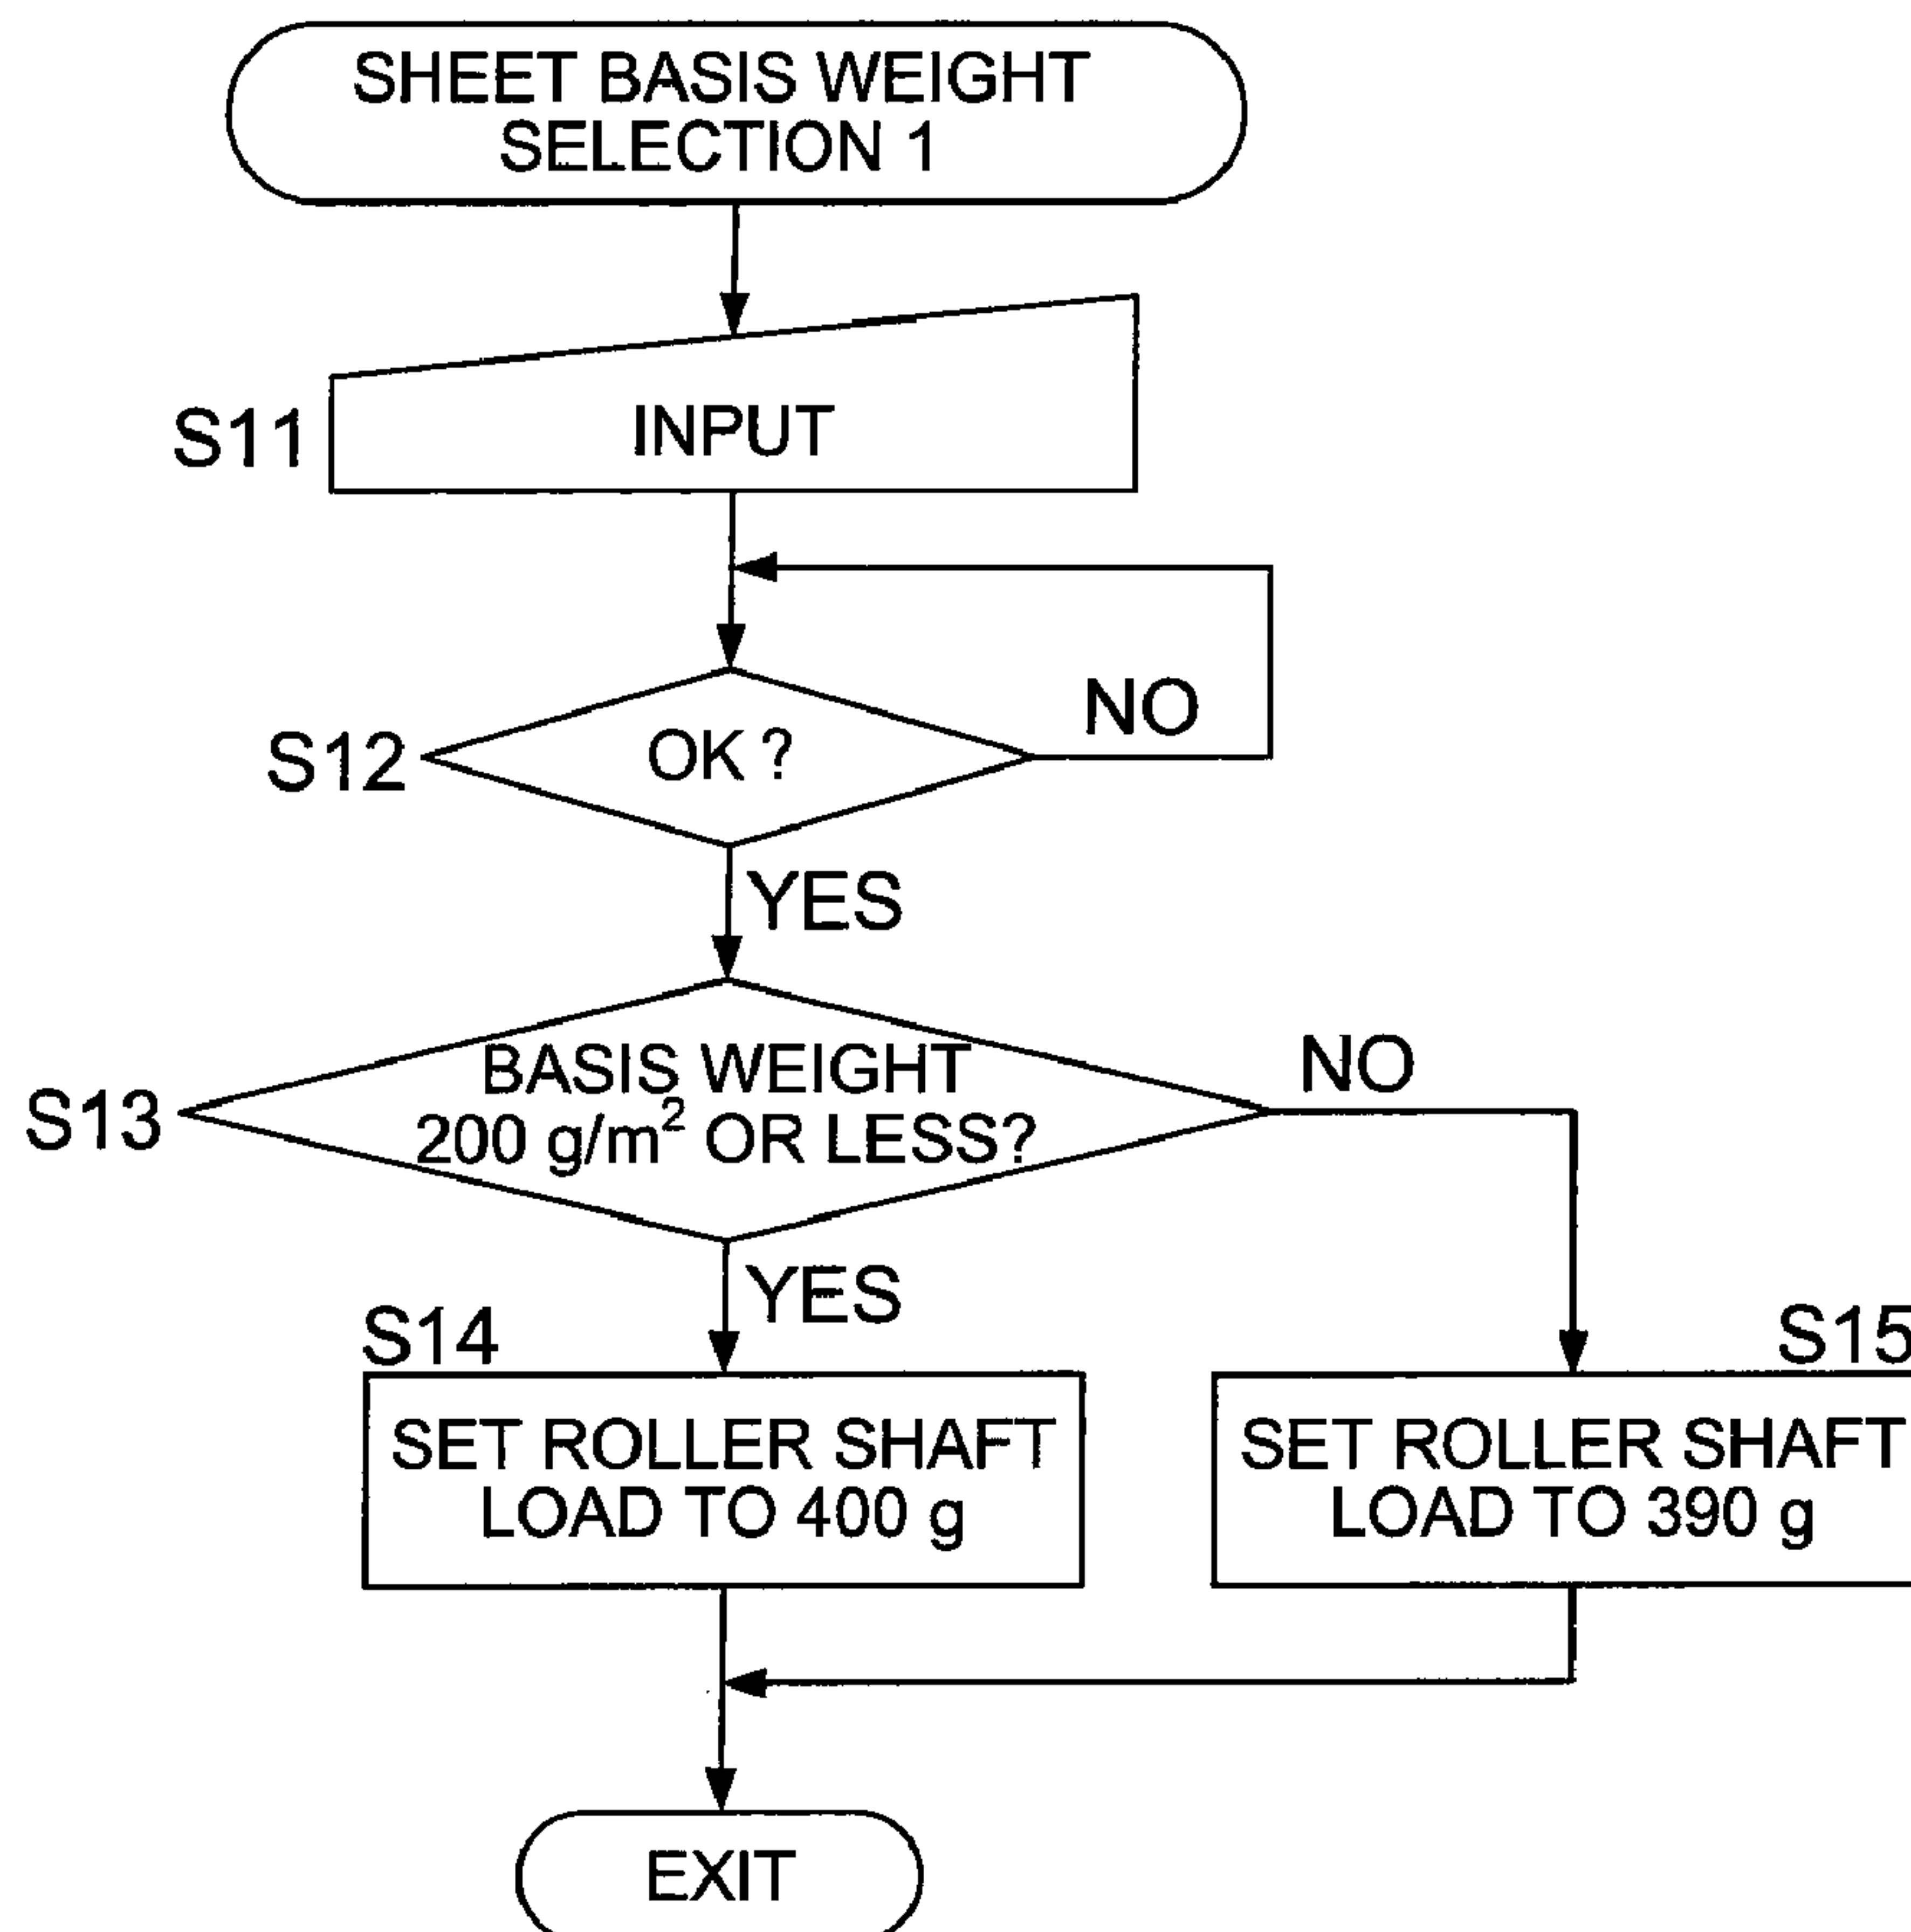 SHEET BASIS WEIGHT
SELECTION 1
S11
INPUT
S12
OK ?
NO
YES
S13
BASIS WEIGHT
200 g/m² OR LESS?
NO
YES
S14
SET ROLLER SHAFT
LOAD TO 400 g
S15
SET ROLLER SHAFT
LOAD TO 390 g
EXIT